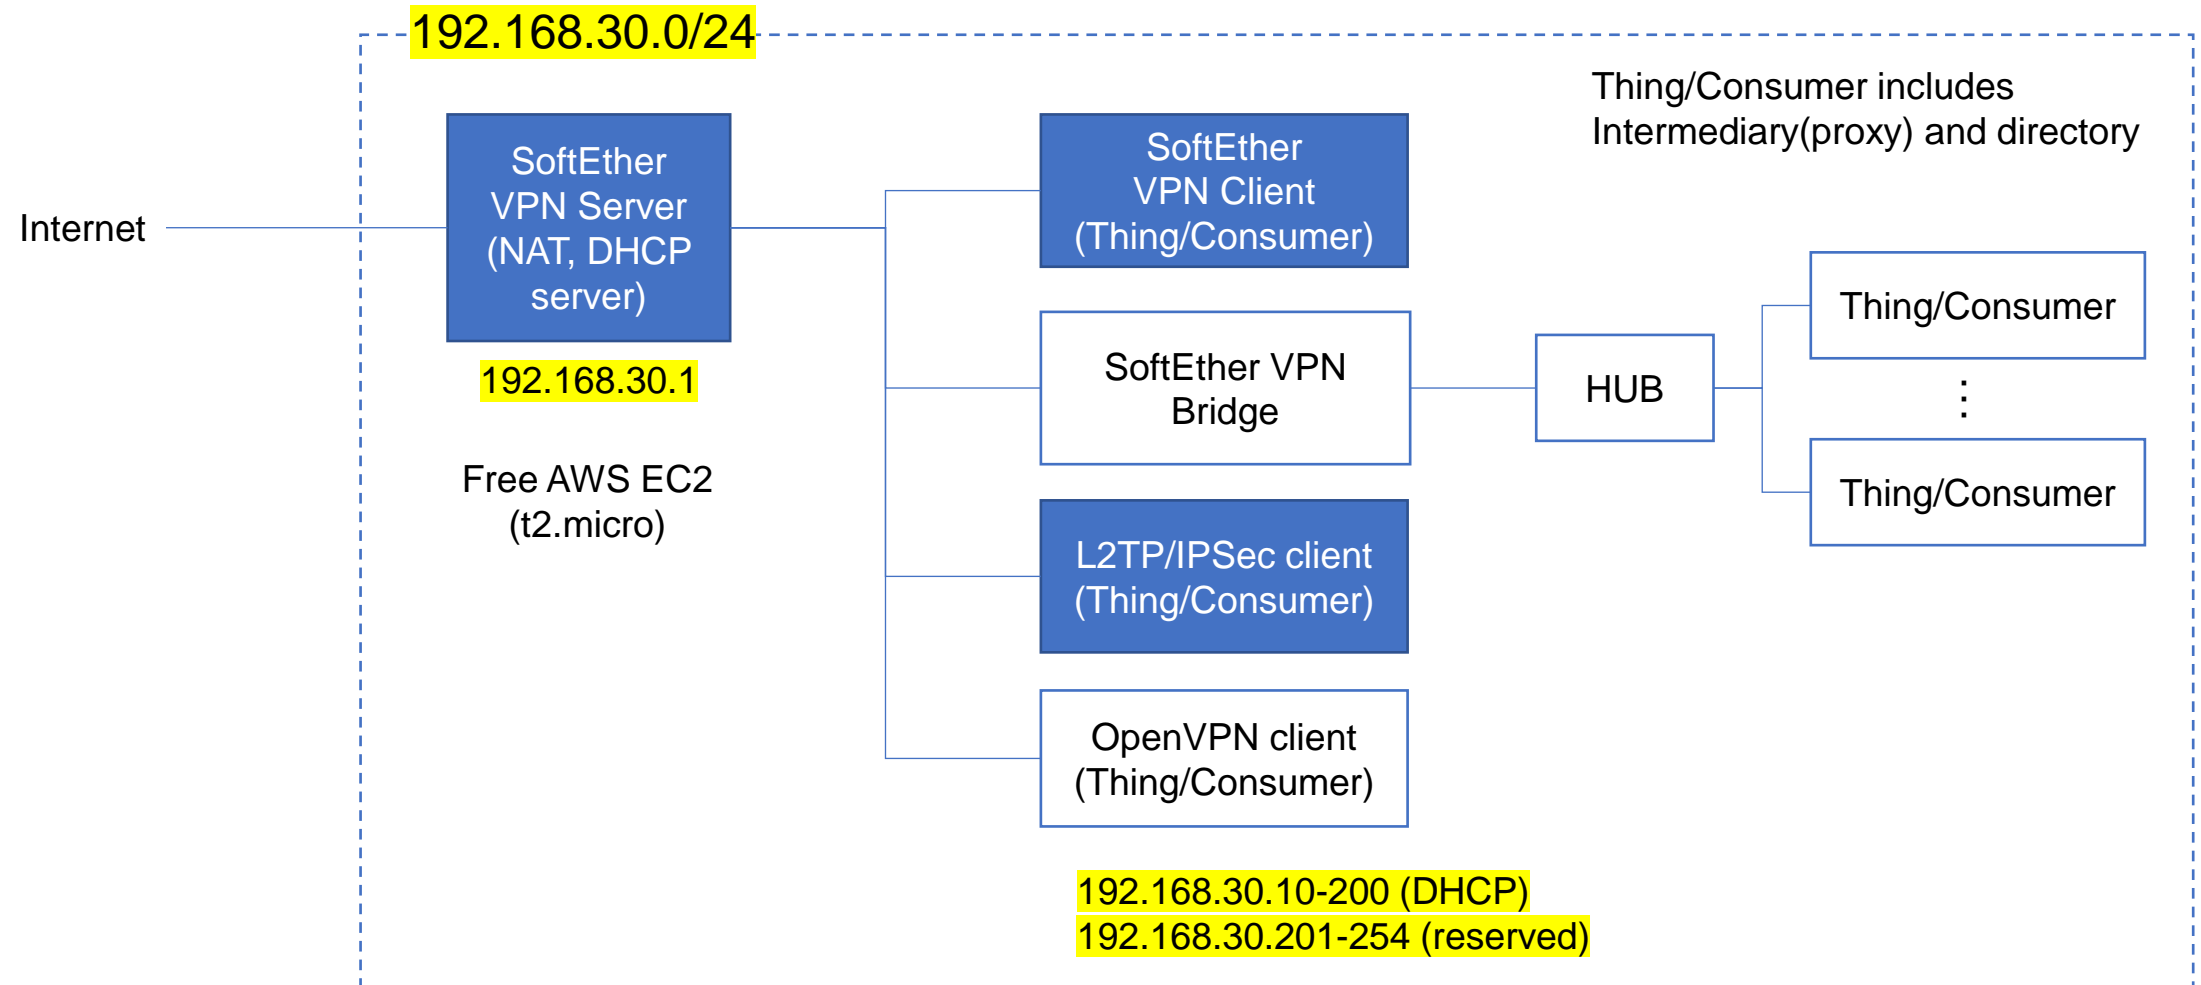 192.168.30.0/24
Thing/Consumer includes
Intermediary(proxy) and directory
Internet
SoftEther
VPN Server
(NAT, DHCP
server)
192.168.30.1
Free AWS EC2
(t2.micro)
SoftEther
VPN Client
(Thing/Consumer)
SoftEther VPN
Bridge
HUB
Thing/Consumer
⋮
Thing/Consumer
L2TP/IPSec client
(Thing/Consumer)
OpenVPN client
(Thing/Consumer)
192.168.30.10-200 (DHCP)
192.168.30.201-254 (reserved)